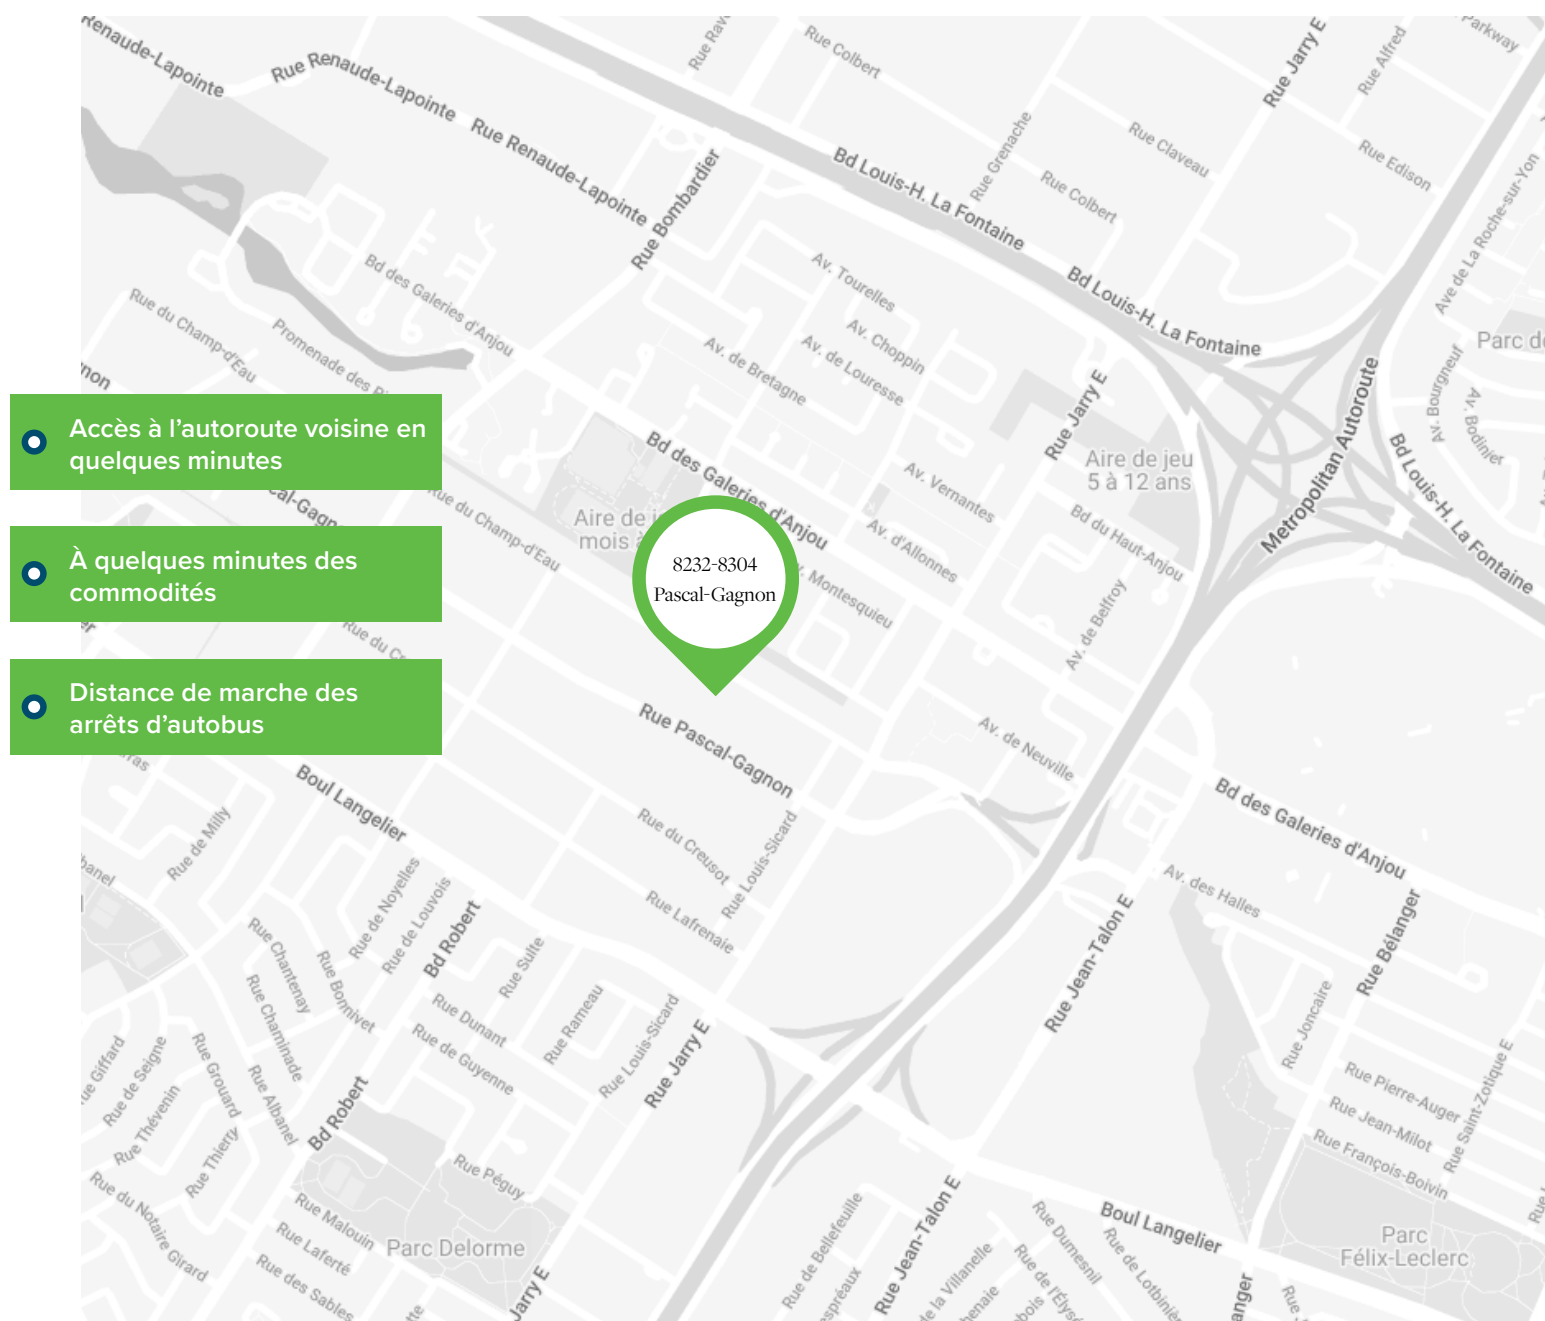 Renaude-Lapointe
Rue Renaude-Lapointe
Rue Renaude-Lapointe
Rue Bombardier
Rue Colbert
Rue Jarry E
Rue Alfred
Parkway
Rue Grenache
Rue Claveau
Rue Edison
Rue Colbert
Bd Louis-H. La Fontaine
Bd Louis-H. La Fontaine
Ave de La Roche-sur-Yon
Bd des Galeries d'Anjou
Rue du Champ-d'Eau
Promenade des
Av. Tourelles
Av. Choppin
Av. de Louresse
Av. de Bretagne
Rue Jarry E
Metropolitan Autoroute
Av. Bourgneuf
Av. Bodiniet
Bd Louis-H. La Fontaine
Accès à l'autoroute voisine en
quelques minutes
Bd des Galeries d'Anjou
Av. Vernantes
Aire de jeu
5 à 12 ans
Bd du Haut-Anjou
Av. d'Allonnes
Rue du Champ-d'Eau
Aire de
mois
8232-8304
Pascal-Gagnon
Montesquieu
Av. de Belfroy
À quelques minutes des
commodités
Rue du
Distance de marche des
arrêts d'autobus
Rue Pascal-Gagnon
Av. de Neuville
Boul Langelier
Rue de Milly
Rue du Creusot
Rue Louis-Sicard
Rue Lafrenaie
Bd des Galeries d'Anjou
Av. des Halles
Rue Bélanger
Rue Jean-Talon E
Rue de Noyelles
Rue de Louvois
Bd Robert
Rue Sulte
Rue Chantenay
Rue Bonnivet
Rue Chaminade
Rue Dunant
Rue de Guyenne
Rue Rameau
Rue Louis-Sicard
Rue Jarry E
Rue Joncaire
Giffard
Rue de Seigne
Rue Thévenin
Rue Grouard
Rue Thierty
Rue Albanel
Bd Robert
Rue Pierre-Auger
Rue Jean-Milot
Rue François-Boivin
Rue Saint-Zotique E
Rue Péguy
Rue du Notaire Girard
Rue Malouin
Rue Laferté
Rue des Sables
Parc Delorme
Jarry E
Rue de Bellefeuille
Rue Jean-Talon E
de la Villanelle
Rue Dumesnil
Boul Langelier
Parc
Félix-Leclerc